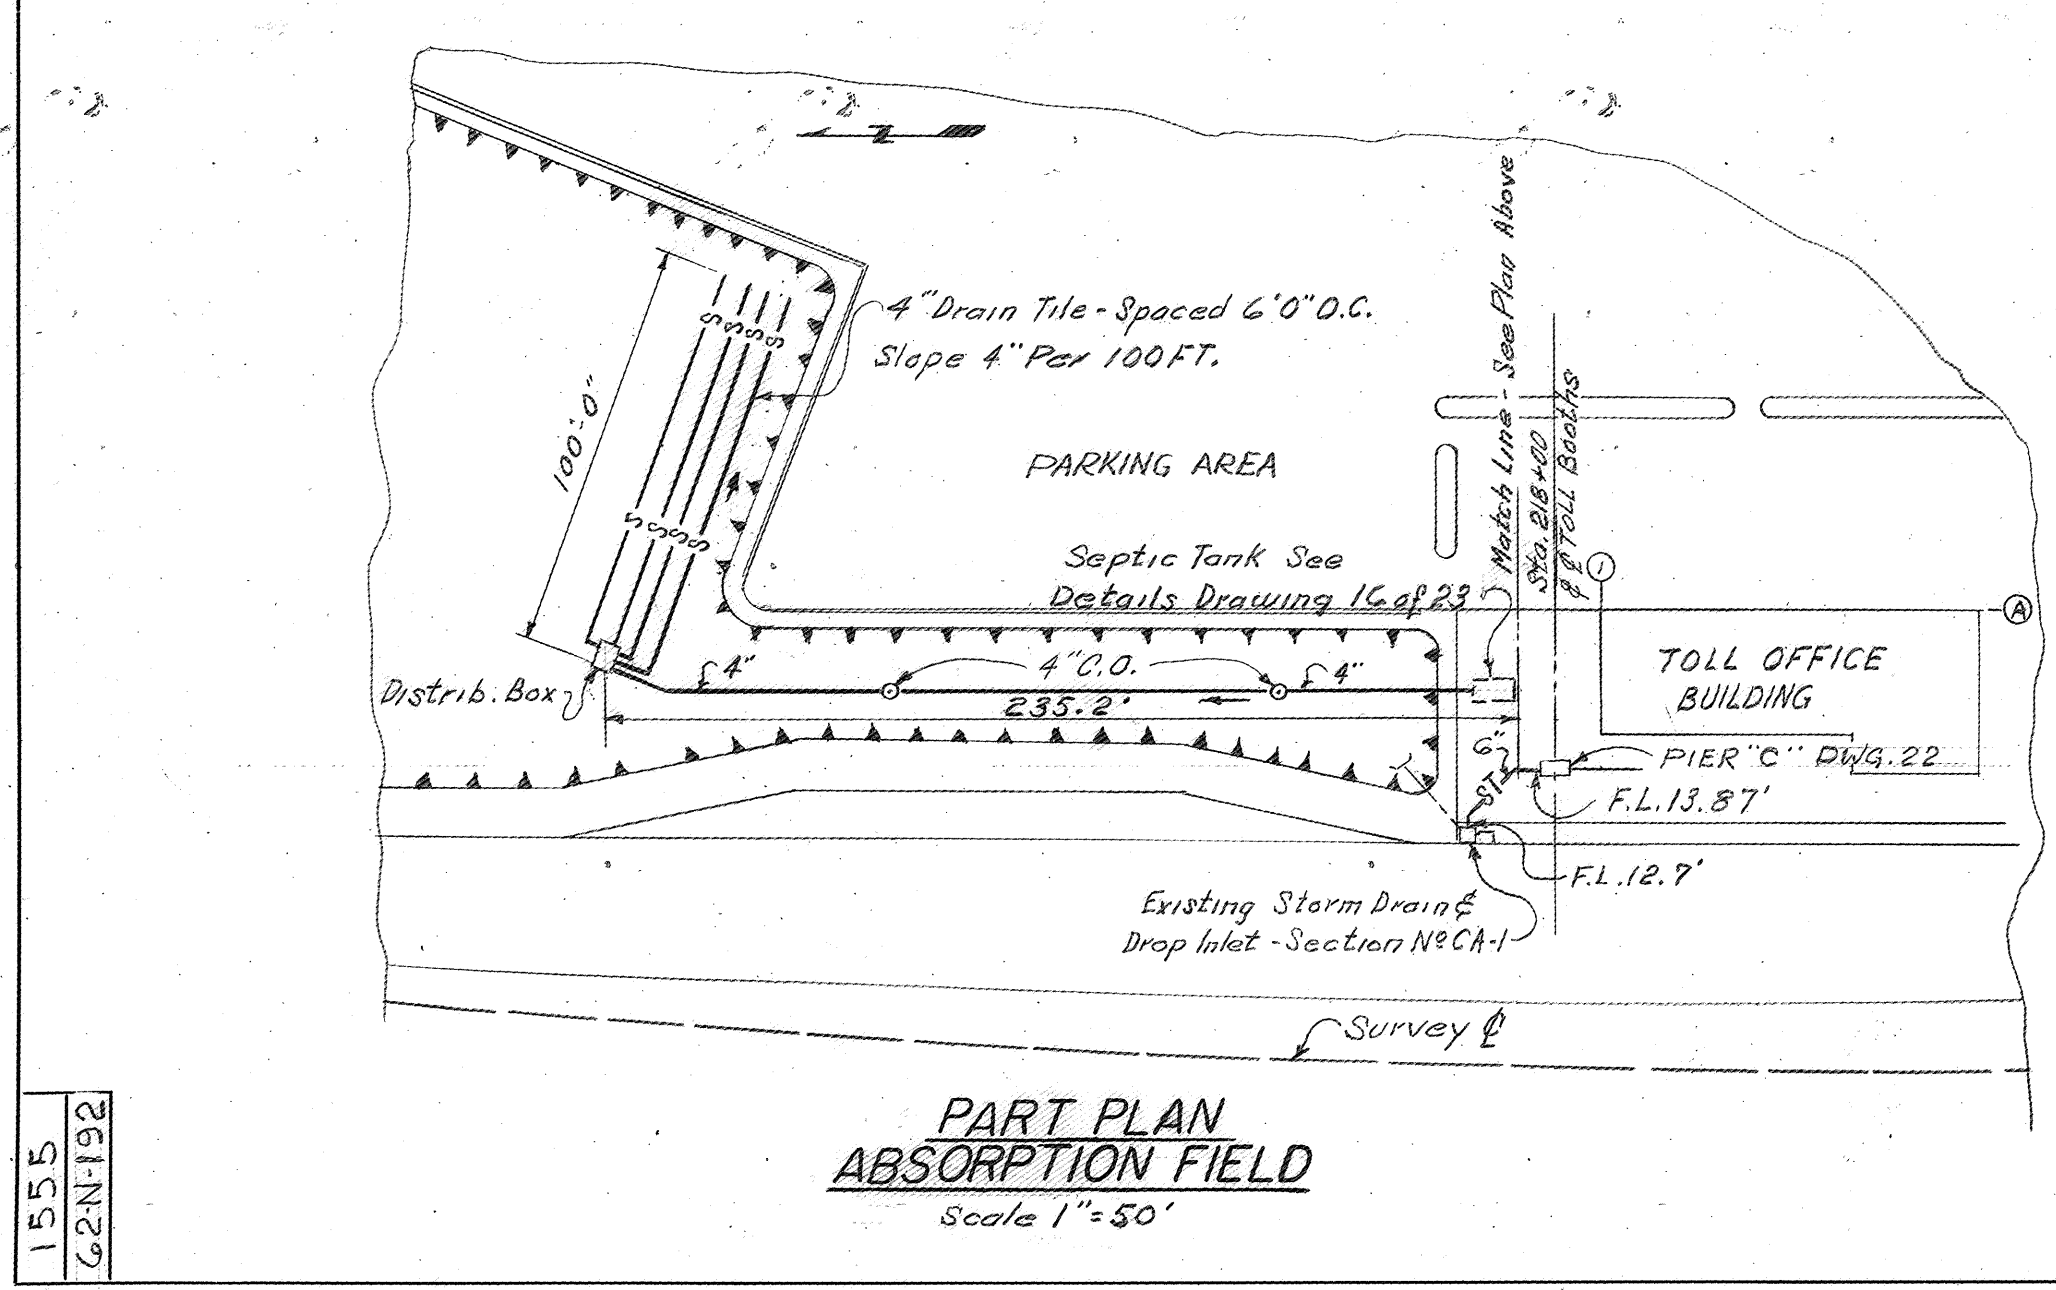 N
4" Drain Tile - Spaced 6'0" O.C.
Slope 4" Per 100 FT.
100'-0"
S S S S
S S S S
PARKING AREA
Match Line - See Plan Above
Sta. 218+00
& ℄ Toll Booths
Septic Tank See
Details Drawing 16 of 23
1
A
TOLL OFFICE
BUILDING
Distrib. Box
4"
4" C.O.
4"
235.2'
6"
ST
PIER "C" DWG. 22
F.L. 13.87'
F.L. 12.7'
Existing Storm Drain &
Drop Inlet - Section Nº CA-1
Survey ℄
PART PLAN
ABSORPTION FIELD
Scale 1" = 50'
1555
62-N-192